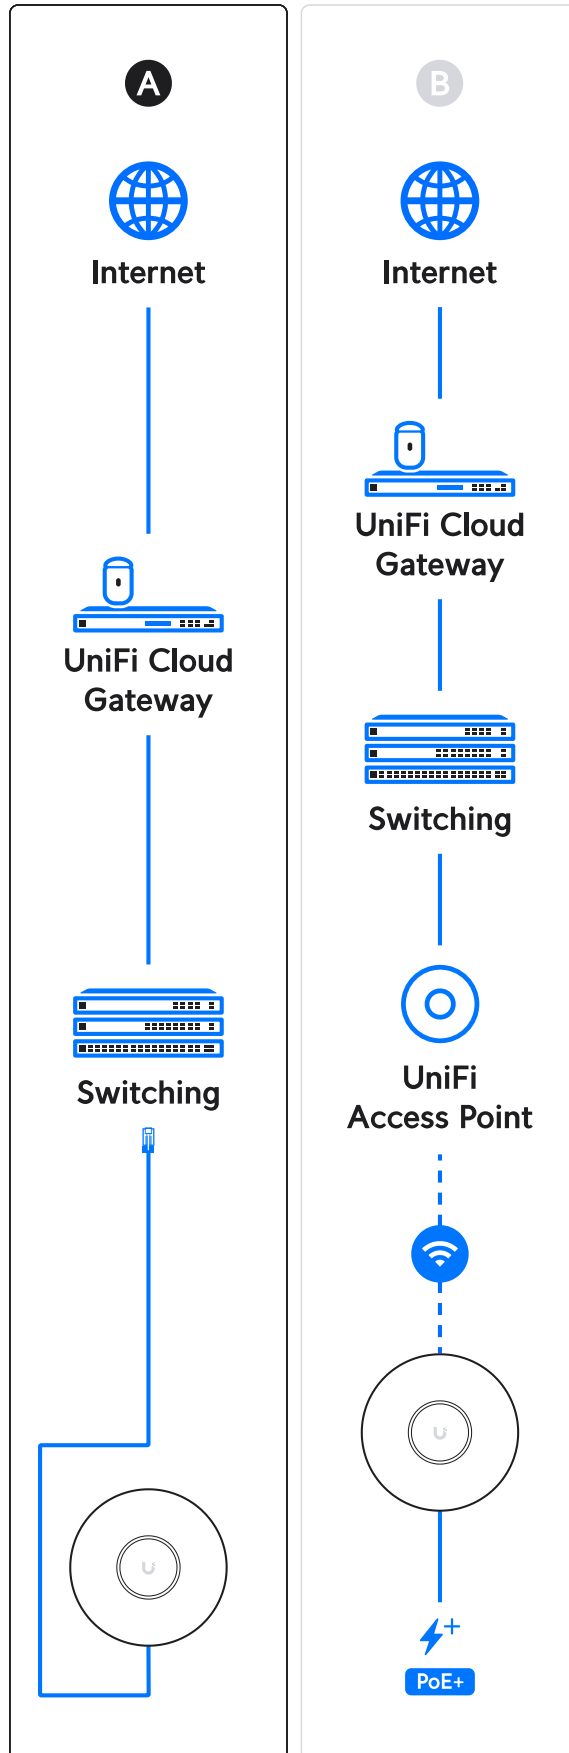 A
Internet
UniFi Cloud
Gateway
Switching
B
Internet
UniFi Cloud
Gateway
Switching
UniFi
Access Point
PoE+